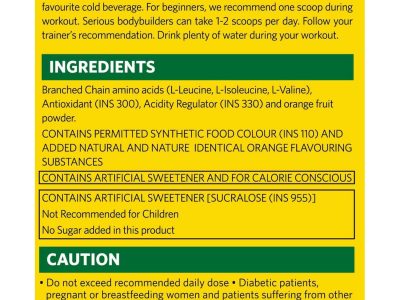 favourite cold beverage. For beginners, we recommend one scoop during
workout. Serious bodybuilders can take 1-2 scoops per day. Follow your
trainer's recommendation. Drink plenty of water during your workout.
INGREDIENTS
Branched Chain amino acids (L-Leucine, L-Isoleucine, L-Valine),
Antioxidant (INS 300), Acidity Regulator (INS 330) and orange fruit
powder.
CONTAINS PERMITTED SYNTHETIC FOOD COLOUR (INS 110) AND
ADDED NATURAL AND NATURE IDENTICAL ORANGE FLAVOURING
SUBSTANCES
CONTAINS ARTIFICIAL SWEETENER AND FOR CALORIE CONSCIOUS
CONTAINS ARTIFICIAL SWEETENER [SUCRALOSE (INS 955)]
Not Recommended for Children
No Sugar added in this product
CAUTION
• Do not exceed recommended daily dose • Diabetic patients,
pregnant or breastfeeding women and patients suffering from other